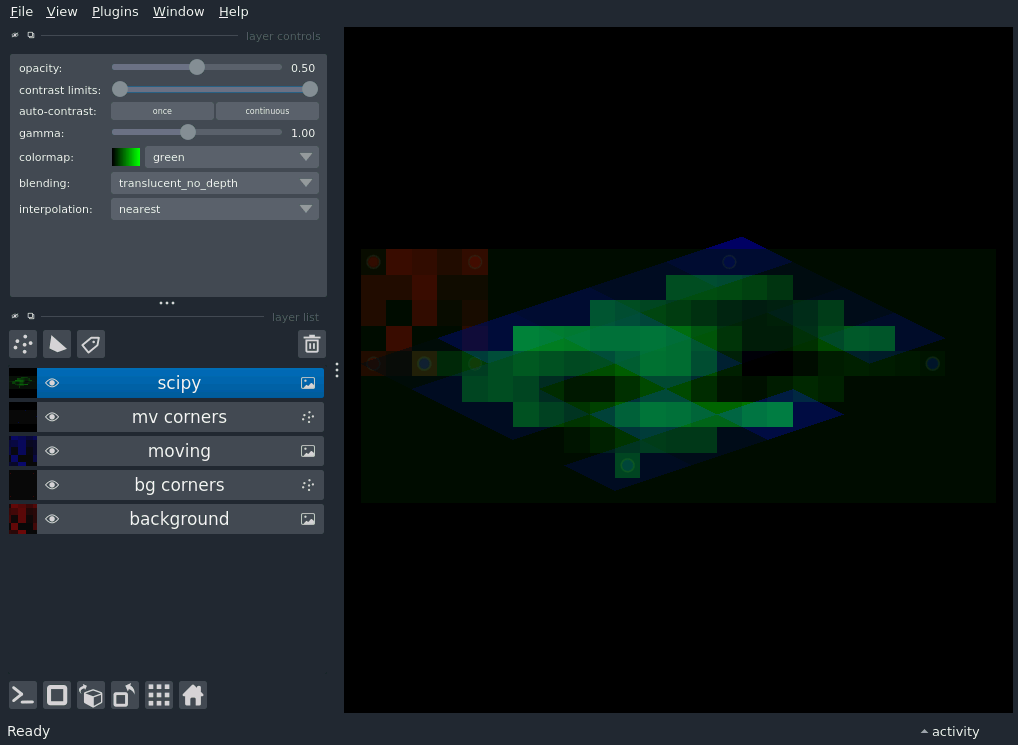 File View Plugins Window Help
layer controls
opacity: 0.50
contrast limits:
auto-contrast: once continuous
gamma: 1.00
colormap: green
blending: translucent_no_depth
interpolation: nearest
layer list
scipy
mv corners
moving
bg corners
background
Ready activity